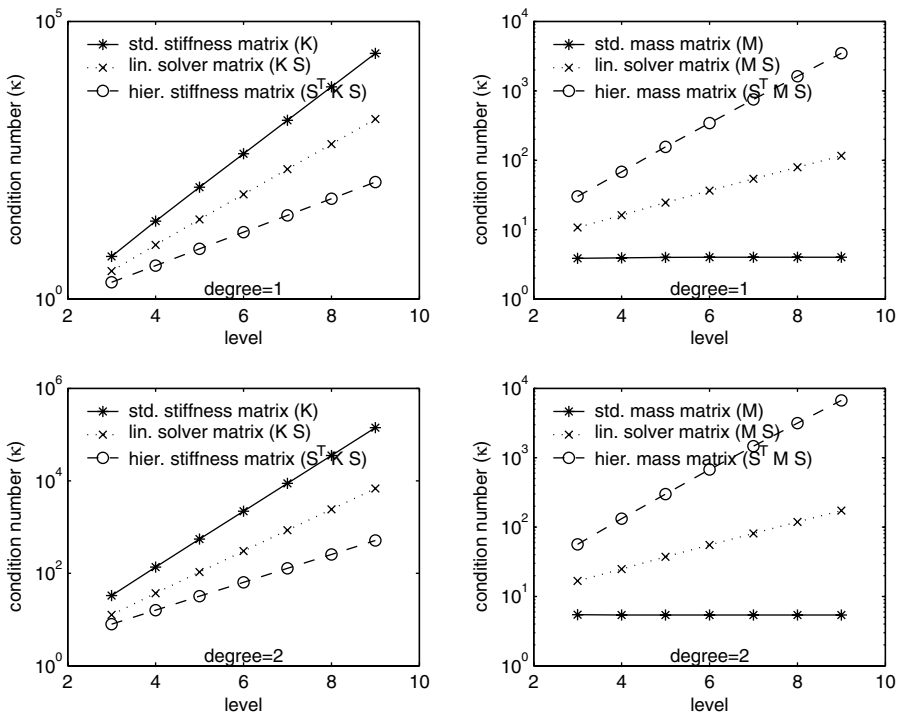 10^5
std. stiffness matrix (K)
lin. solver matrix (K S)
hier. stiffness matrix (S^T K S)
condition number (κ)
10^0
degree=1
2 4 6 8 10
level
10^4
std. mass matrix (M)
lin. solver matrix (M S)
hier. mass matrix (S^T M S)
10^3
10^2
10^1
10^0
condition number (κ)
degree=1
2 4 6 8 10
level
10^6
std. stiffness matrix (K)
lin. solver matrix (K S)
hier. stiffness matrix (S^T K S)
10^4
10^2
10^0
condition number (κ)
degree=2
2 4 6 8 10
level
10^4
std. mass matrix (M)
lin. solver matrix (M S)
hier. mass matrix (S^T M S)
10^3
10^2
10^1
10^0
condition number (κ)
degree=2
2 4 6 8 10
level